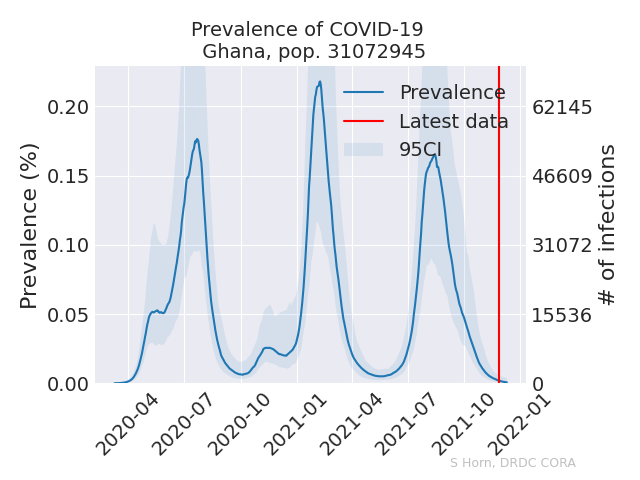 Prevalence of COVID-19
Ghana, pop. 31072945
Prevalence (%)
0.20
0.15
0.10
0.05
0.00
Prevalence
Latest data
95CI
62145
46609
31072
15536
0
# of infections
2020-04
2020-07
2020-10
2021-01
2021-04
2021-07
2021-10
2022-01
S Horn, DRDC CORA